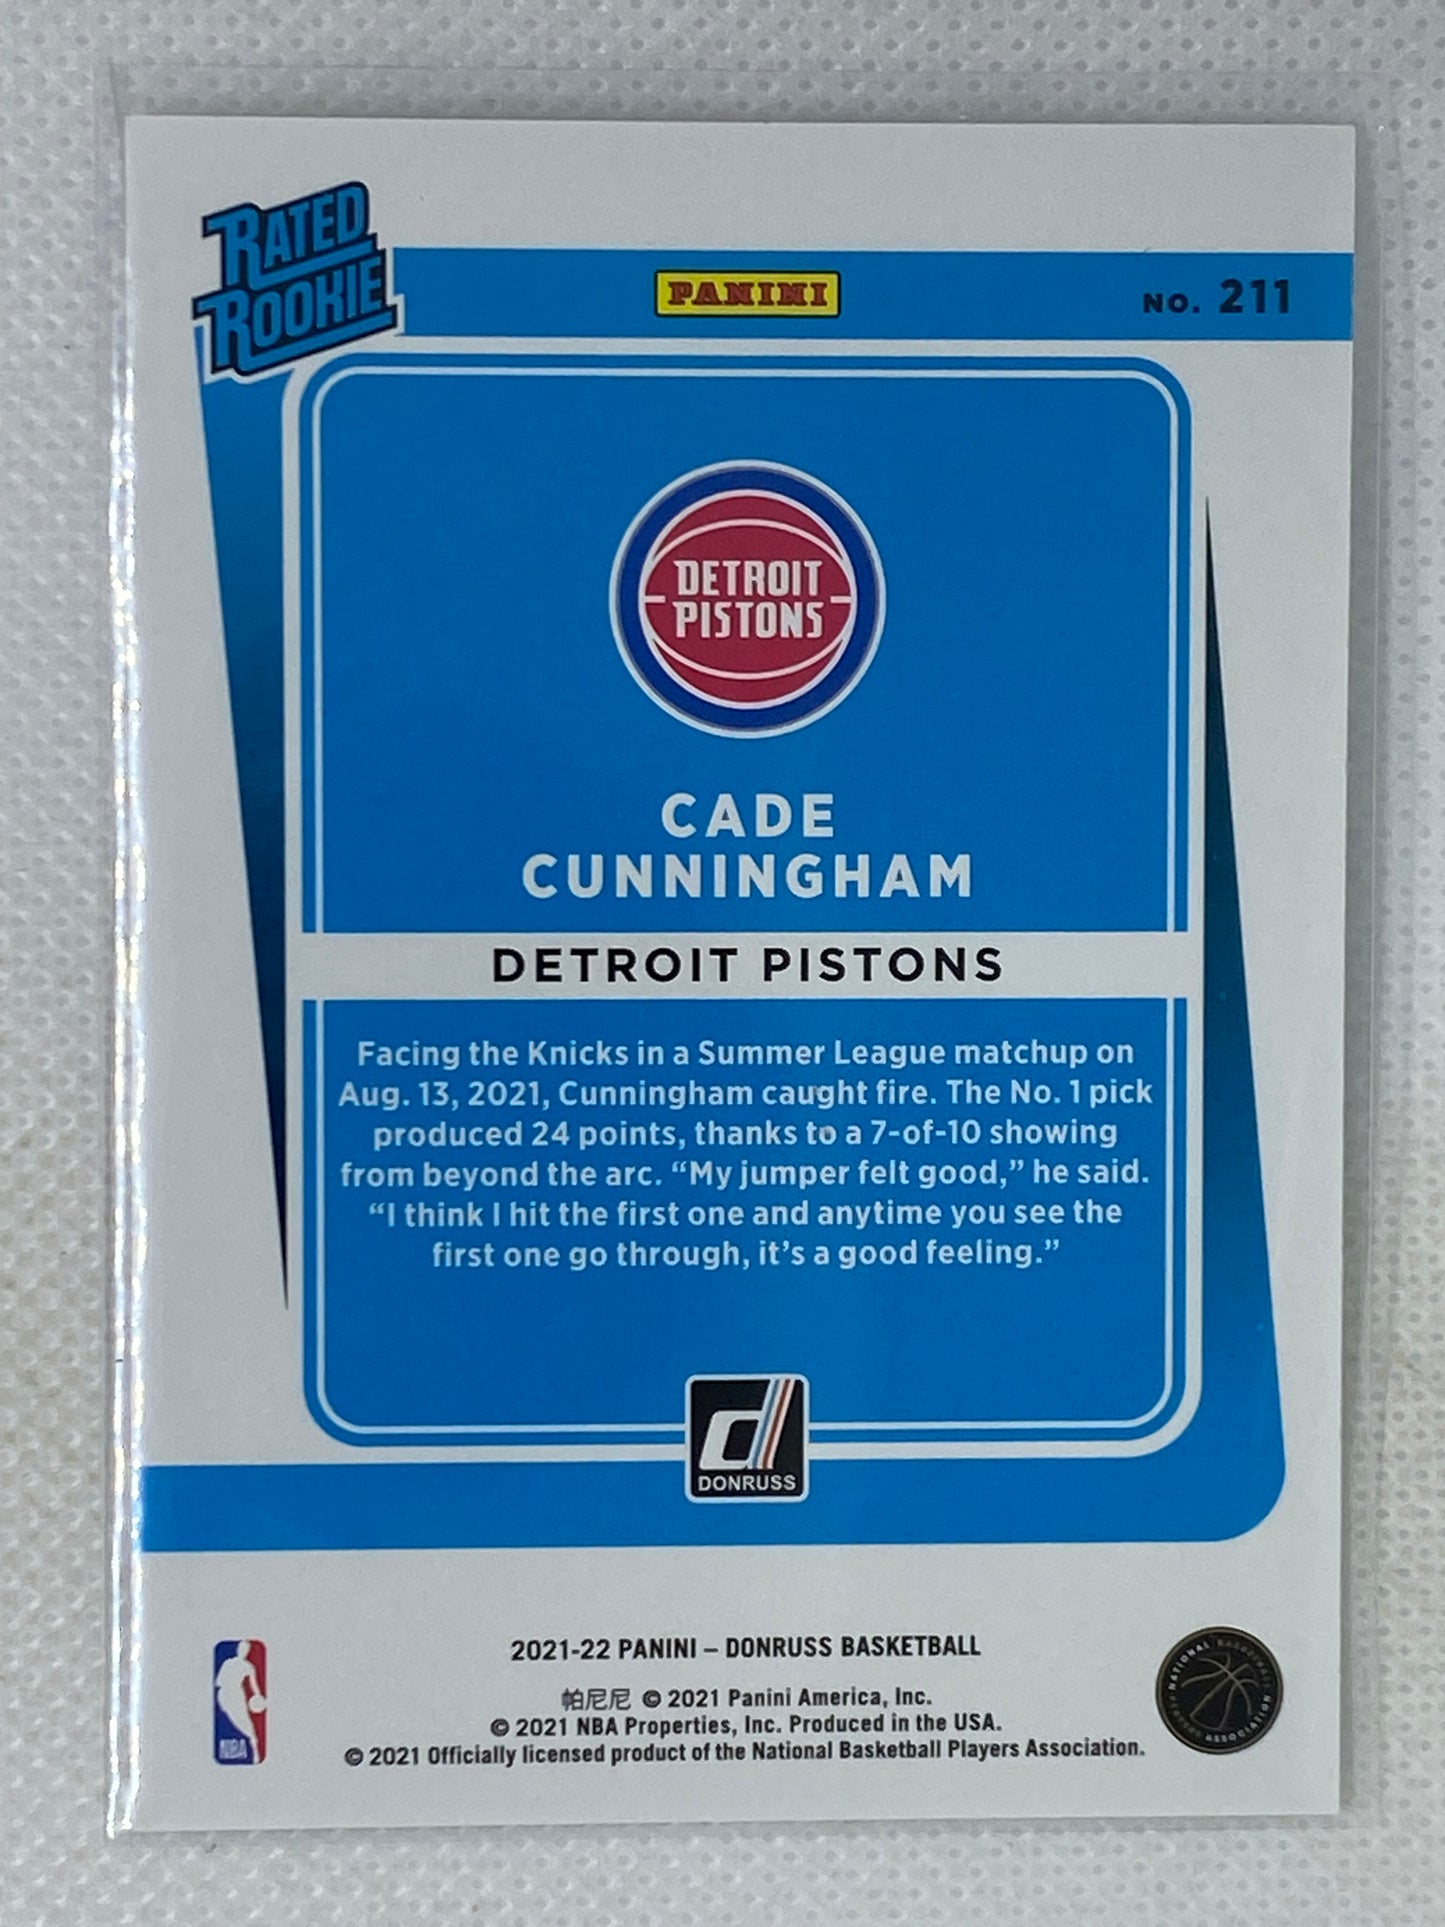 RATED
ROOKIE
PANINI
NO. 211
DETROIT
PISTONS
CADE
CUNNINGHAM
DETROIT PISTONS
Facing the Knicks in a Summer League matchup on
Aug. 13, 2021, Cunningham caught fire. The No. 1 pick
produced 24 points, thanks to a 7-of-10 showing
from beyond the arc. “My jumper felt good,” he said.
“I think I hit the first one and anytime you see the
first one go through, it’s a good feeling.”
d
DONRUSS
2021-22 PANINI – DONRUSS BASKETBALL
帕尼尼 © 2021 Panini America, Inc.
© 2021 NBA Properties, Inc. Produced in the USA.
© 2021 Officially licensed product of the National Basketball Players Association.
NBA
NATIONAL BASKETBALL
PLAYERS ASSOCIATION